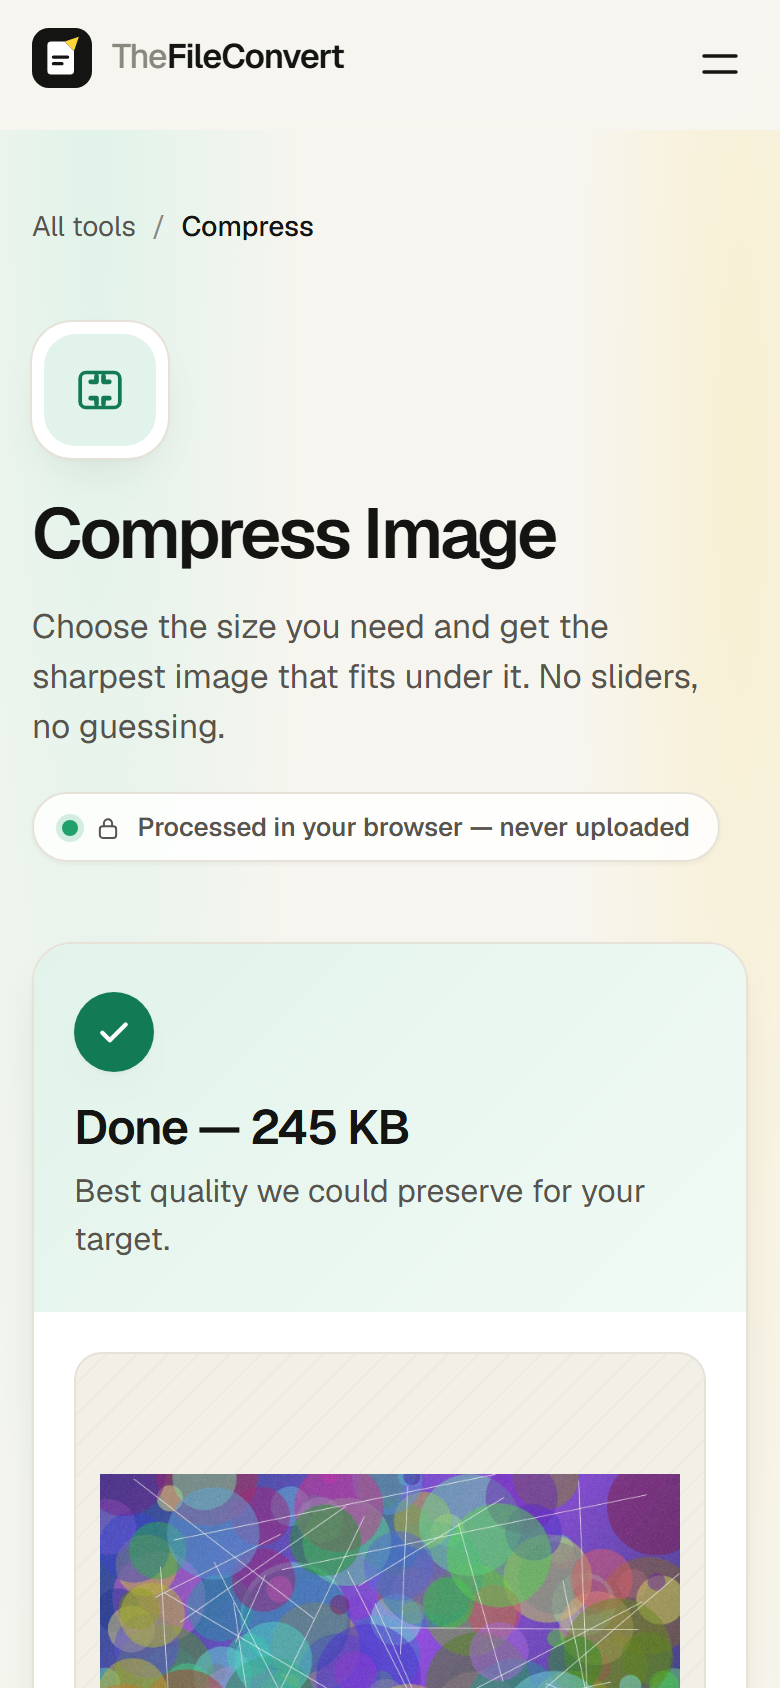 TheFileConvert
All tools / Compress
Compress Image
Choose the size you need and get the
sharpest image that fits under it. No sliders,
no guessing.
Processed in your browser — never uploaded
Done — 245 KB
Best quality we could preserve for your
target.